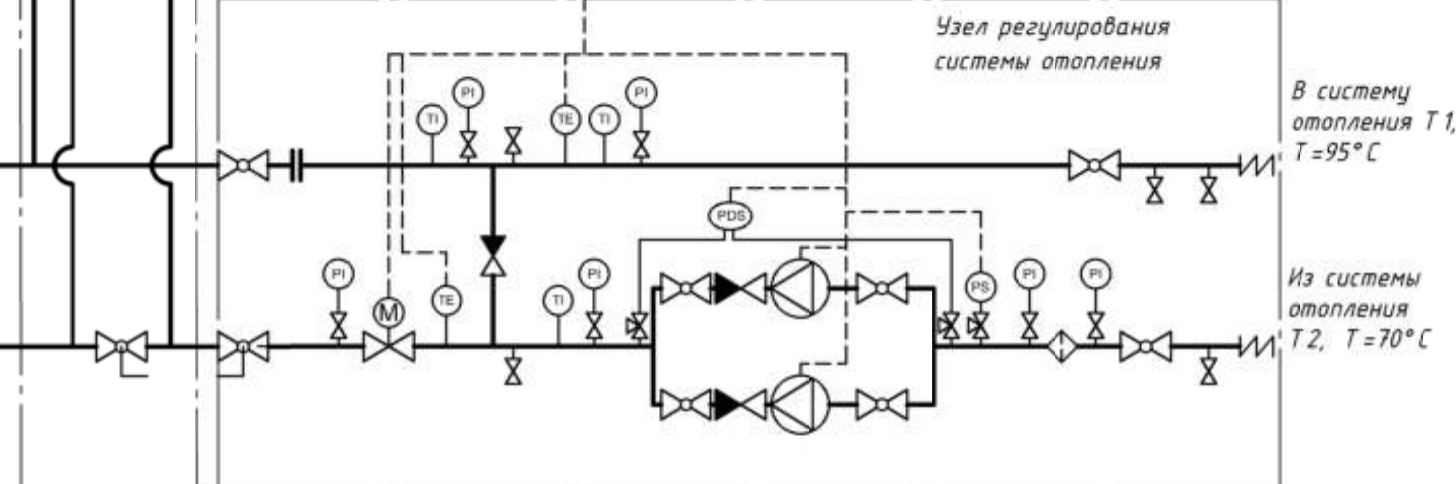 Узел регулирования
системы отопления
В систему
отопления Т 1,
Т=95°С
PI
PI
TI
TE
TI
PDS
PI
PI
PS
PI
PI
TE
TI
M
Из системы
отопления
Т 2, Т=70°С